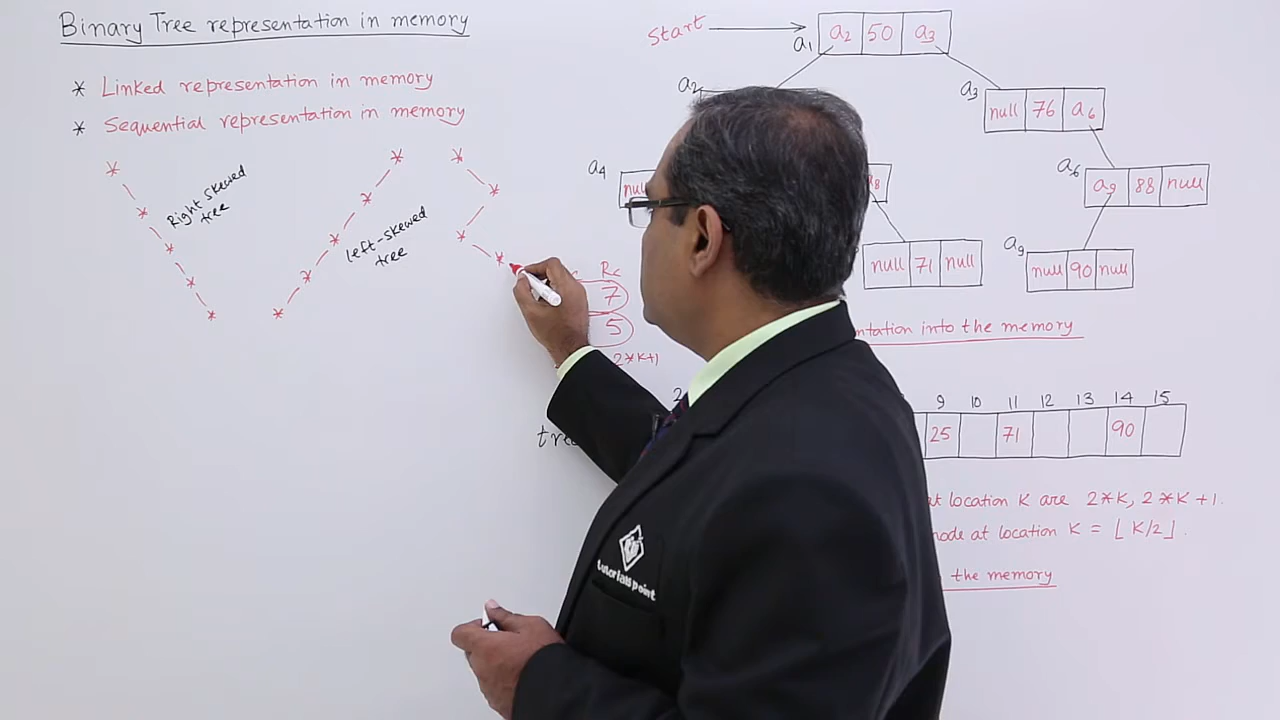 Binary Tree representation in memory
* Linked representation in memory
* Sequential representation in memory
Right Skewed
tree
left-skewed
tree
Start
a1
a2 50 a3
a2
a3
null 76 a6
a4
a8
a6
a9 88 null
null 71 null
a9
null 90 null
Rc
7
5
2*K+1
into the memory
9 10 11 12 13 14 15
25 71 90
at location K are 2*K, 2*K+1.
node at location K = ⌊K/2⌋.
the memory
tutorialspoint